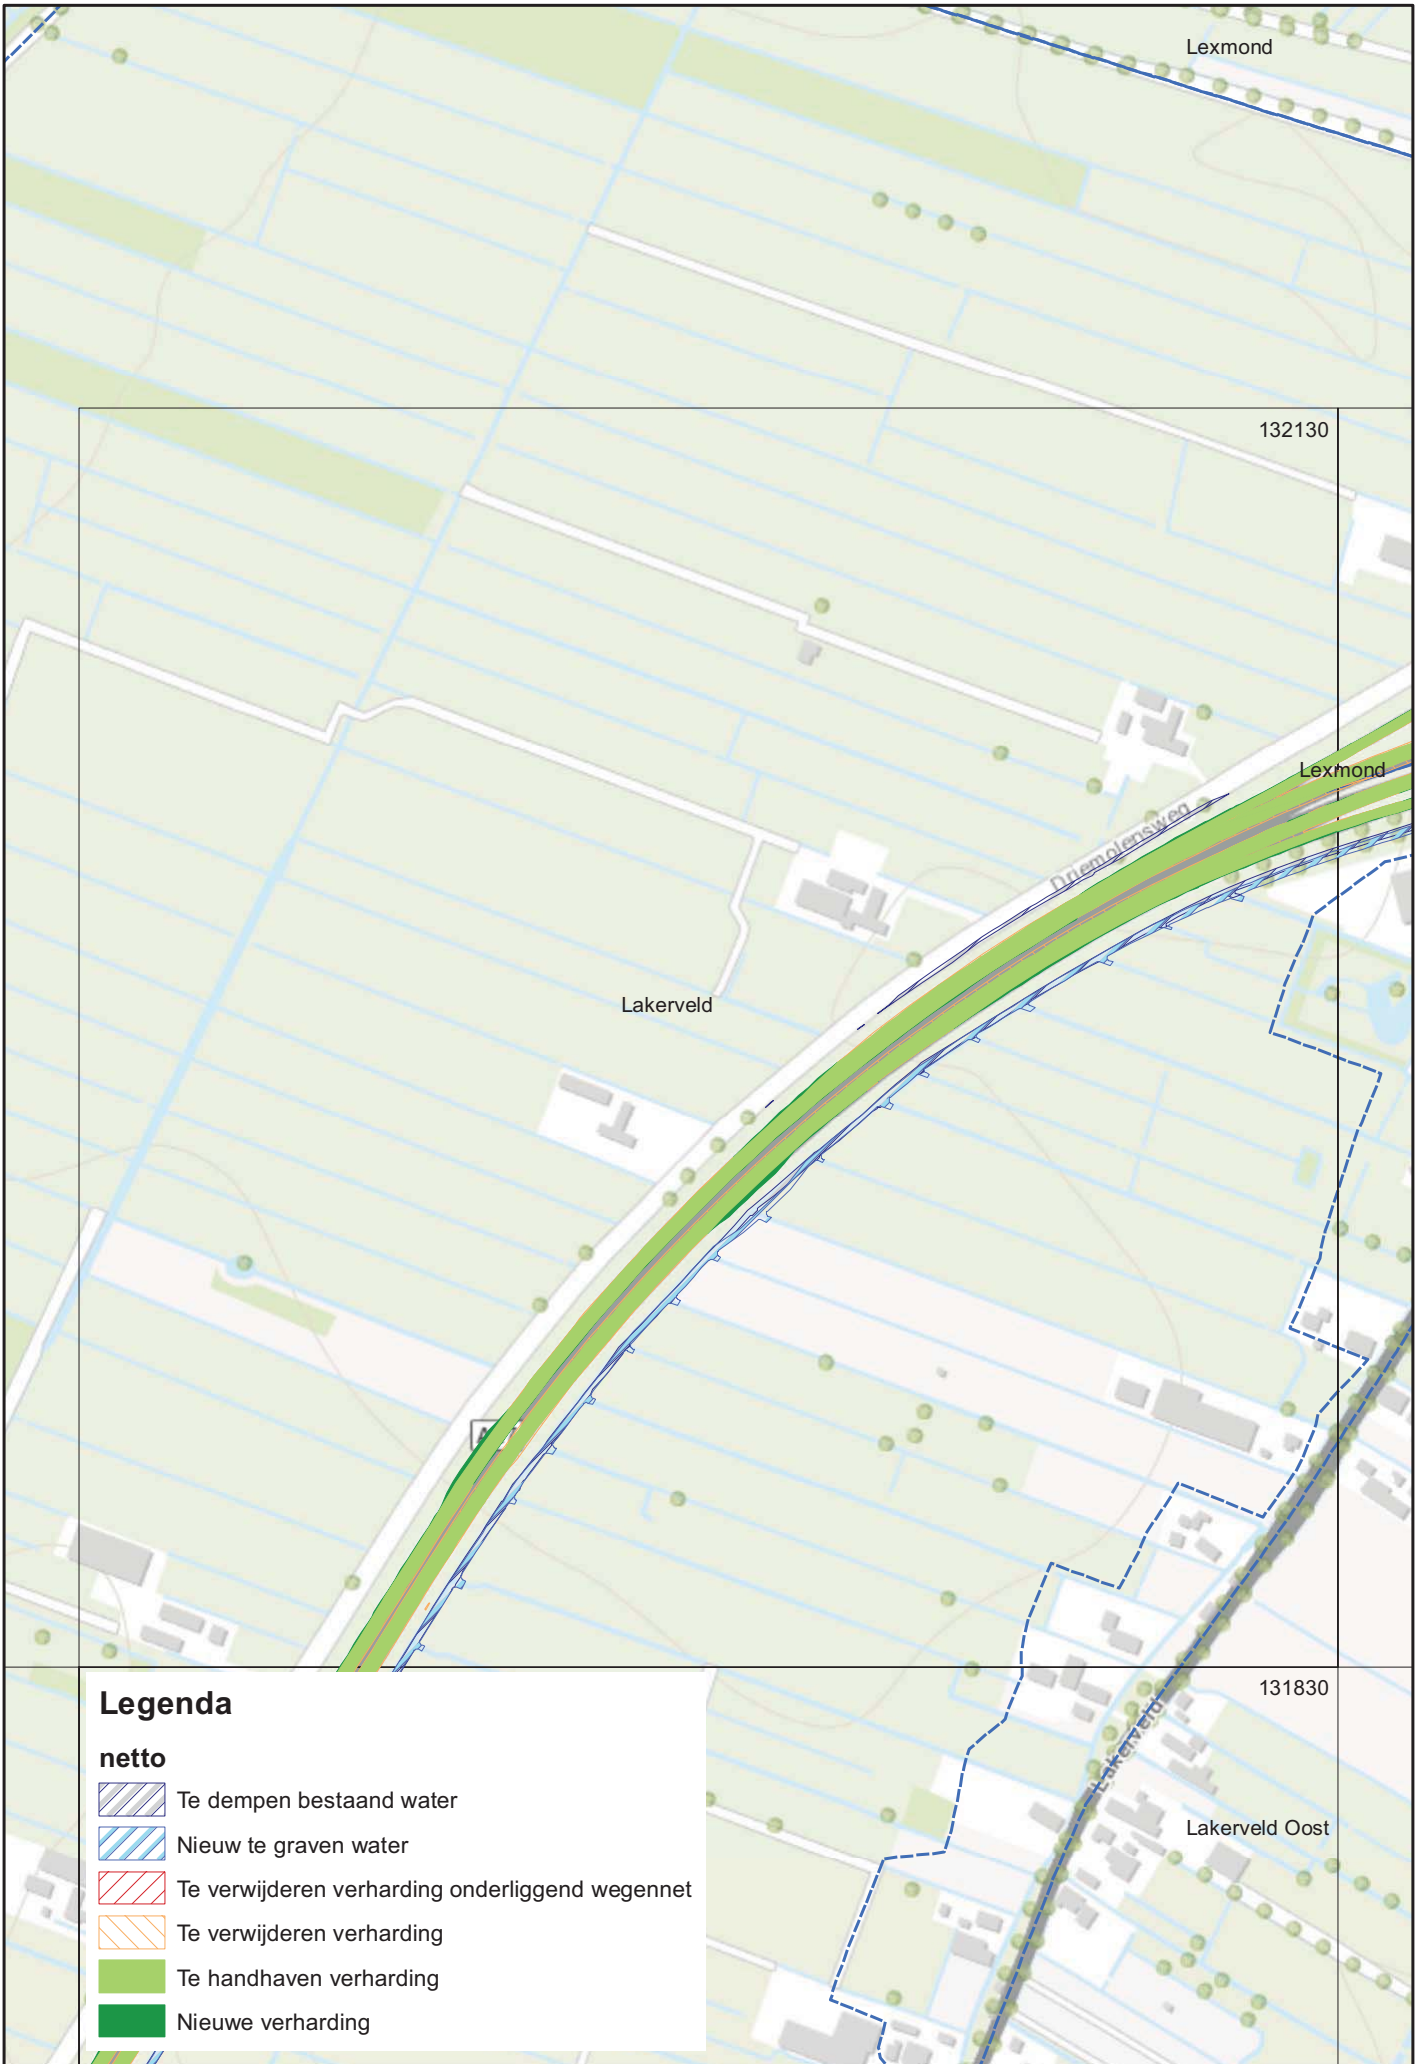 Lexmond
132130
Lexmond
Driemolensweg
Lakerveld
131830
Lakerveld
Lakerveld Oost
Legenda
netto
Te dempen bestaand water
Nieuw te graven water
Te verwijderen verharding onderliggend wegennet
Te verwijderen verharding
Te handhaven verharding
Nieuwe verharding